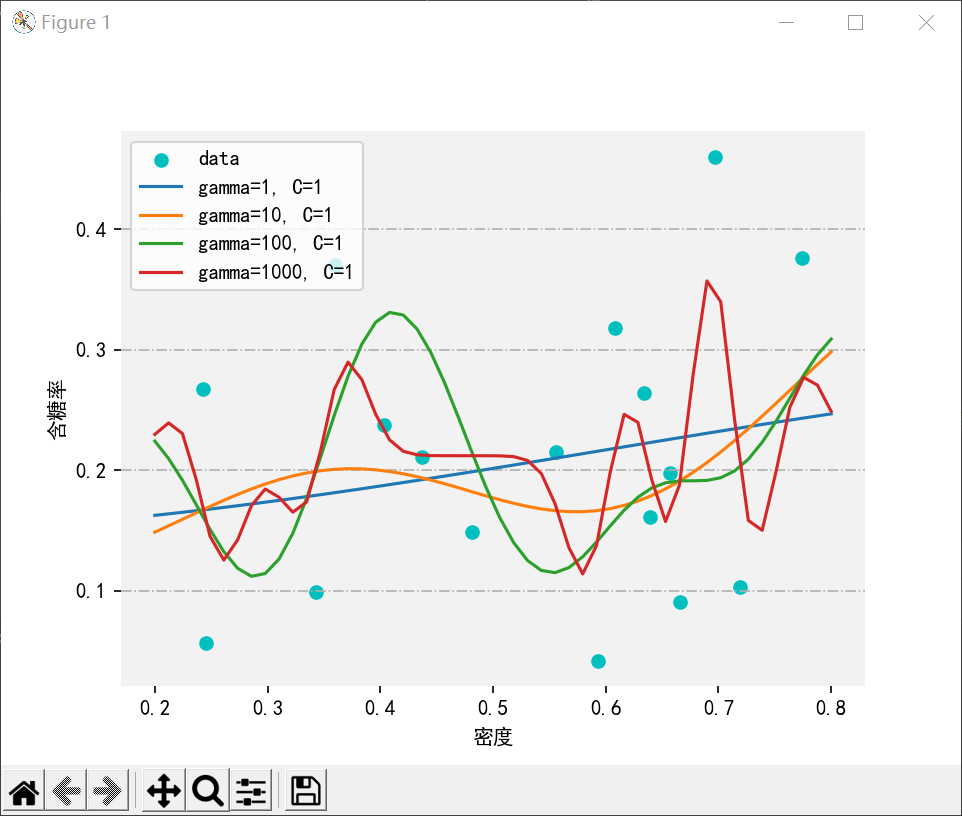 Figure 1
data
gamma=1, C=1
gamma=10, C=1
gamma=100, C=1
gamma=1000, C=1
0.4
0.3
0.2
0.1
含糖率
0.2 0.3 0.4 0.5 0.6 0.7 0.8
密度